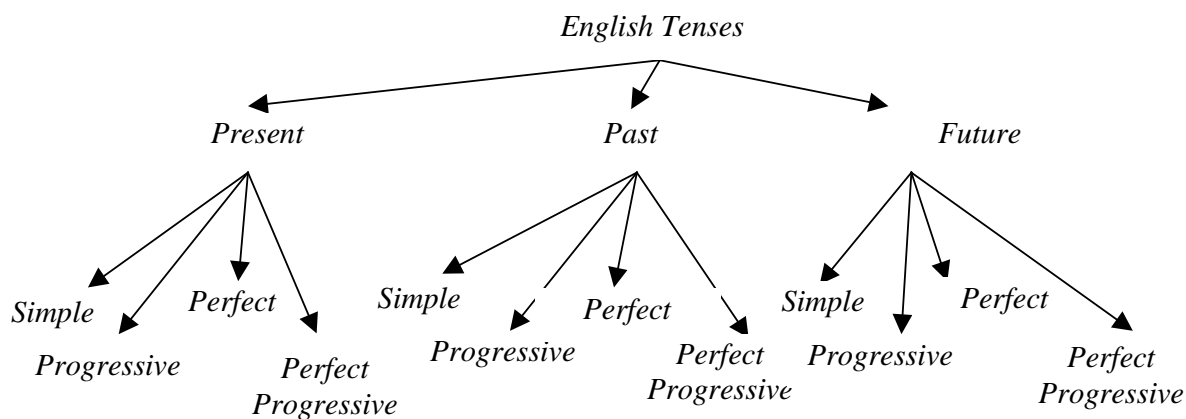 English Tenses
Present Past Future
Simple Perfect Simple Perfect Simple Perfect
Progressive Perfect Progressive Progressive Perfect Progressive Progressive Perfect Progressive